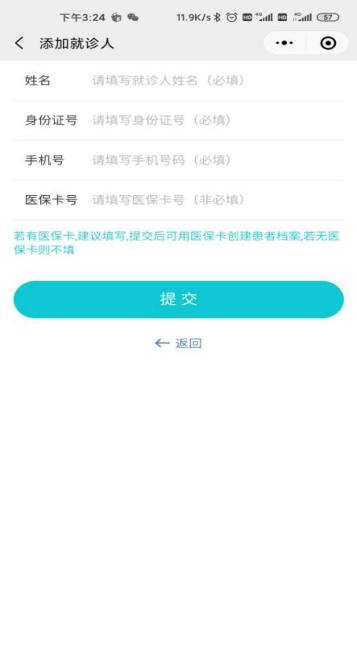 下午3:24 11.9K/s HD 4G HD 4G 57
添加就诊人
姓名 请填写就诊人姓名（必填）
身份证号 请填写身份证号（必填）
手机号 请填写手机号码（必填）
医保卡号 请填写医保卡号（非必填）
若有医保卡,建议填写,提交后可用医保卡创建患者档案,若无医
保卡则不填
提交
← 返回